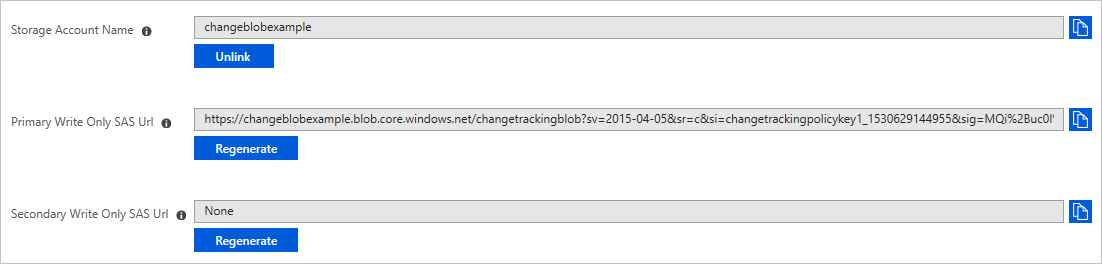 Storage Account Name
changeblobexample
Unlink
Primary Write Only SAS Url
https://changeblobexample.blob.core.windows.net/changetrackingblob?sv=2015-04-05&sr=c&si=changetrackingpolicykey1_1530629144955&sig=MQi%2Buc0I
Regenerate
Secondary Write Only SAS Url
None
Regenerate